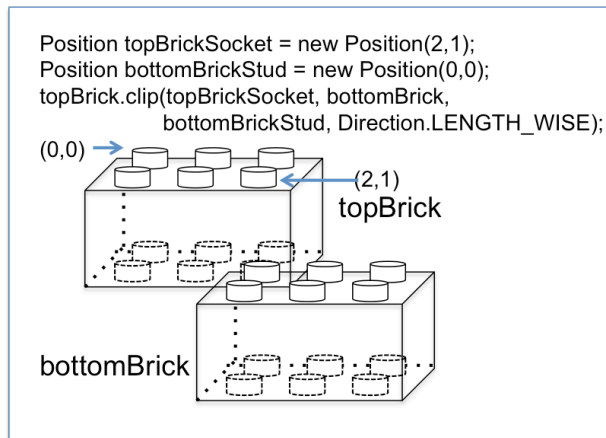 Position topBrickSocket = new Position(2,1);
Position bottomBrickStud = new Position(0,0);
topBrick.clip(topBrickSocket, bottomBrick,
bottomBrickStud, Direction.LENGTH_WISE);
(0,0)
(2,1)
topBrick
bottomBrick